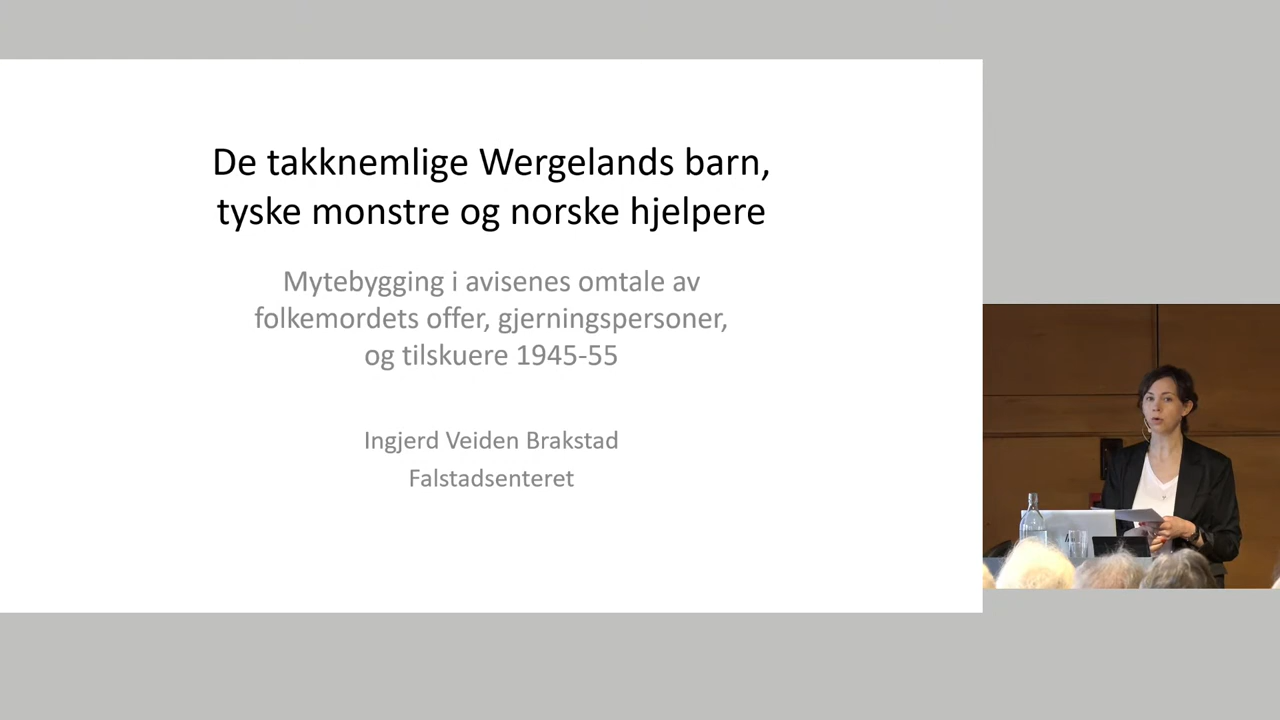 De takknemlige Wergelands barn,
tyske monstre og norske hjelpere
Mytebygging i avisenes omtale av
folkemordets offer, gjerningspersoner,
og tilskuere 1945-55
Ingjerd Veiden Brakstad
Falstadsenteret